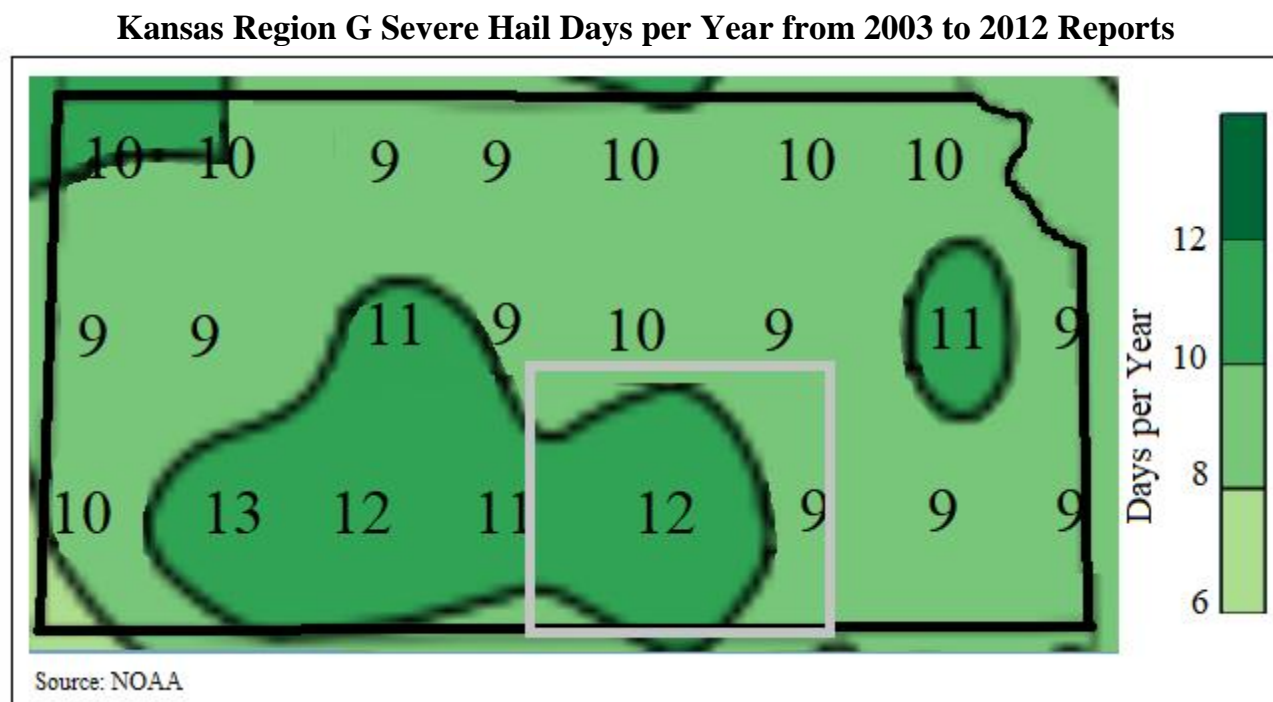 Kansas Region G Severe Hail Days per Year from 2003 to 2012 Reports
10 10 9 9 10 10 10
9 9 11 9 10 9 11 9
10 13 12 11 12 9 9 9
12
10
8
6
Days per Year
Source: NOAA